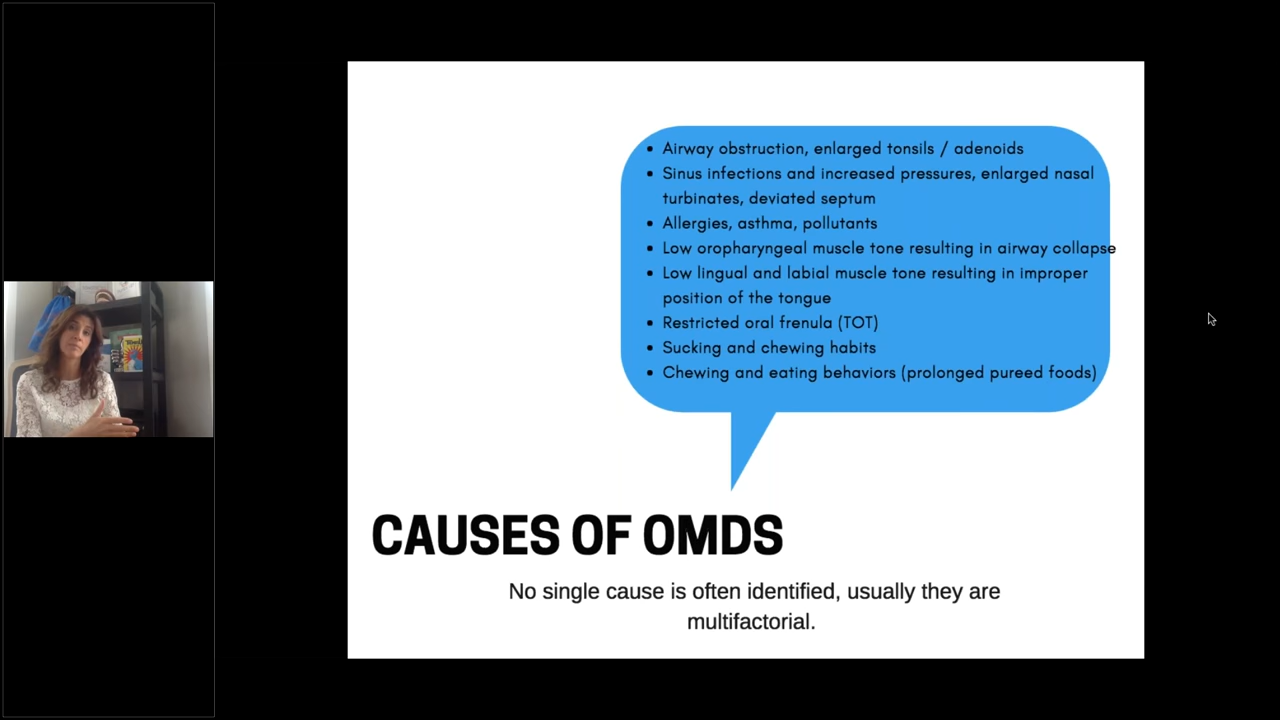 • Airway obstruction, enlarged tonsils / adenoids
• Sinus infections and increased pressures, enlarged nasal
turbinates, deviated septum
• Allergies, asthma, pollutants
• Low oropharyngeal muscle tone resulting in airway collapse
• Low lingual and labial muscle tone resulting in improper
position of the tongue
• Restricted oral frenula (TOT)
• Sucking and chewing habits
• Chewing and eating behaviors (prolonged pureed foods)
CAUSES OF OMDS
No single cause is often identified, usually they are
multifactorial.